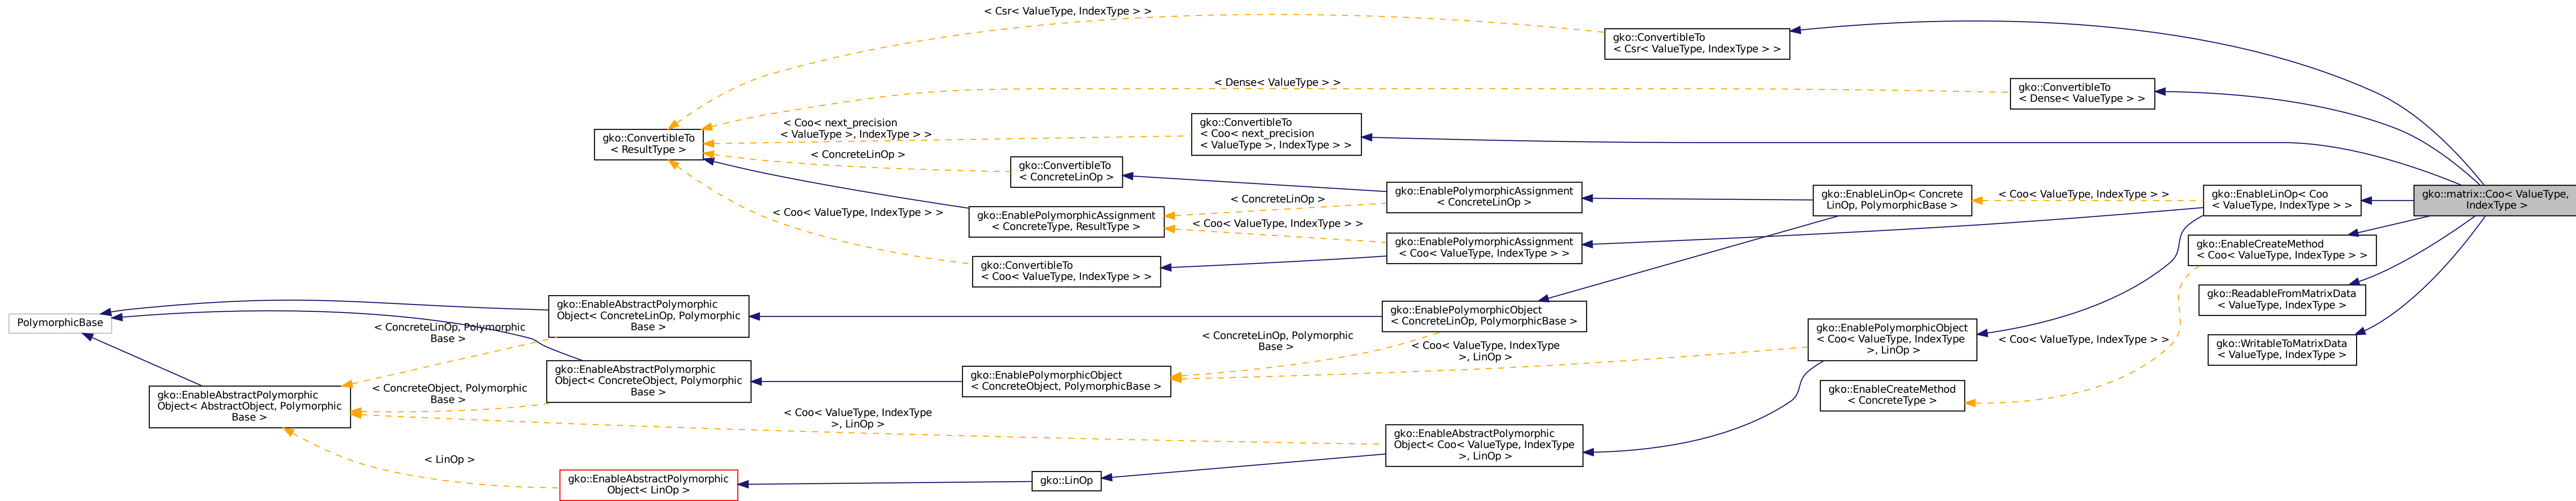 < Csr< ValueType, IndexType > >
gko::ConvertibleTo
< Csr< ValueType, IndexType > >
< Dense< ValueType > >
gko::ConvertibleTo
< Dense< ValueType > >
gko::ConvertibleTo
< ResultType >
< Coo< next_precision
< ValueType >, IndexType > >
gko::ConvertibleTo
< Coo< next_precision
< ValueType >, IndexType > >
< ConcreteLinOp >
gko::ConvertibleTo
< ConcreteLinOp >
gko::EnablePolymorphicAssignment
< ConcreteLinOp >
gko::EnableLinOp< Concrete
LinOp, PolymorphicBase >
< Coo< ValueType, IndexType > >
gko::EnableLinOp< Coo
< ValueType, IndexType > >
gko::matrix::Coo< ValueType,
IndexType >
< Coo< ValueType, IndexType > >
gko::EnablePolymorphicAssignment
< ConcreteType, ResultType >
< ConcreteLinOp >
< Coo< ValueType, IndexType > >
gko::EnablePolymorphicAssignment
< Coo< ValueType, IndexType > >
gko::EnableCreateMethod
< Coo< ValueType, IndexType > >
gko::ConvertibleTo
< Coo< ValueType, IndexType > >
gko::ReadableFromMatrixData
< ValueType, IndexType >
PolymorphicBase
gko::EnableAbstractPolymorphic
Object< ConcreteLinOp, Polymorphic
Base >
gko::EnablePolymorphicObject
< ConcreteLinOp, PolymorphicBase >
< ConcreteLinOp, Polymorphic
Base >
< ConcreteLinOp, Polymorphic
Base >
< Coo< ValueType, IndexType
>, LinOp >
gko::EnablePolymorphicObject
< Coo< ValueType, IndexType
>, LinOp >
< Coo< ValueType, IndexType > >
gko::WritableToMatrixData
< ValueType, IndexType >
gko::EnableAbstractPolymorphic
Object< ConcreteObject, Polymorphic
Base >
gko::EnablePolymorphicObject
< ConcreteObject, PolymorphicBase >
gko::EnableCreateMethod
< ConcreteType >
gko::EnableAbstractPolymorphic
Object< AbstractObject, Polymorphic
Base >
< ConcreteObject, Polymorphic
Base >
< Coo< ValueType, IndexType
>, LinOp >
gko::EnableAbstractPolymorphic
Object< Coo< ValueType, IndexType
>, LinOp >
< LinOp >
gko::EnableAbstractPolymorphic
Object< LinOp >
gko::LinOp